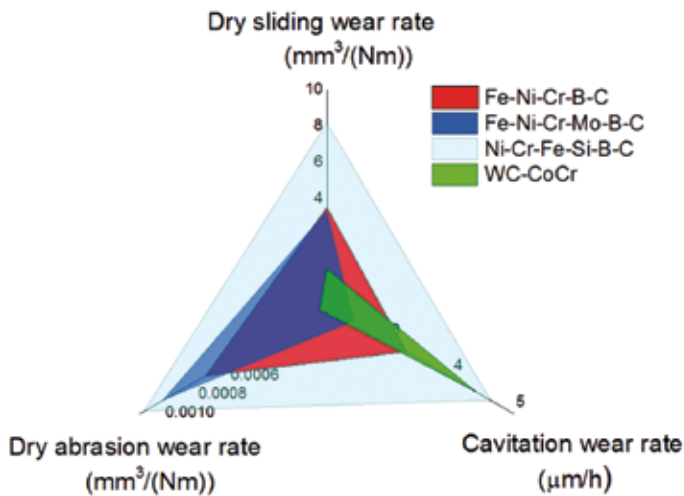 Dry sliding wear rate
(mm³/(Nm))
10
8
6
4
Fe-Ni-Cr-B-C
Fe-Ni-Cr-Mo-B-C
Ni-Cr-Fe-Si-B-C
WC-CoCr
4
5
0.0006
0.0008
0.0010
Dry abrasion wear rate
(mm³/(Nm))
Cavitation wear rate
(μm/h)